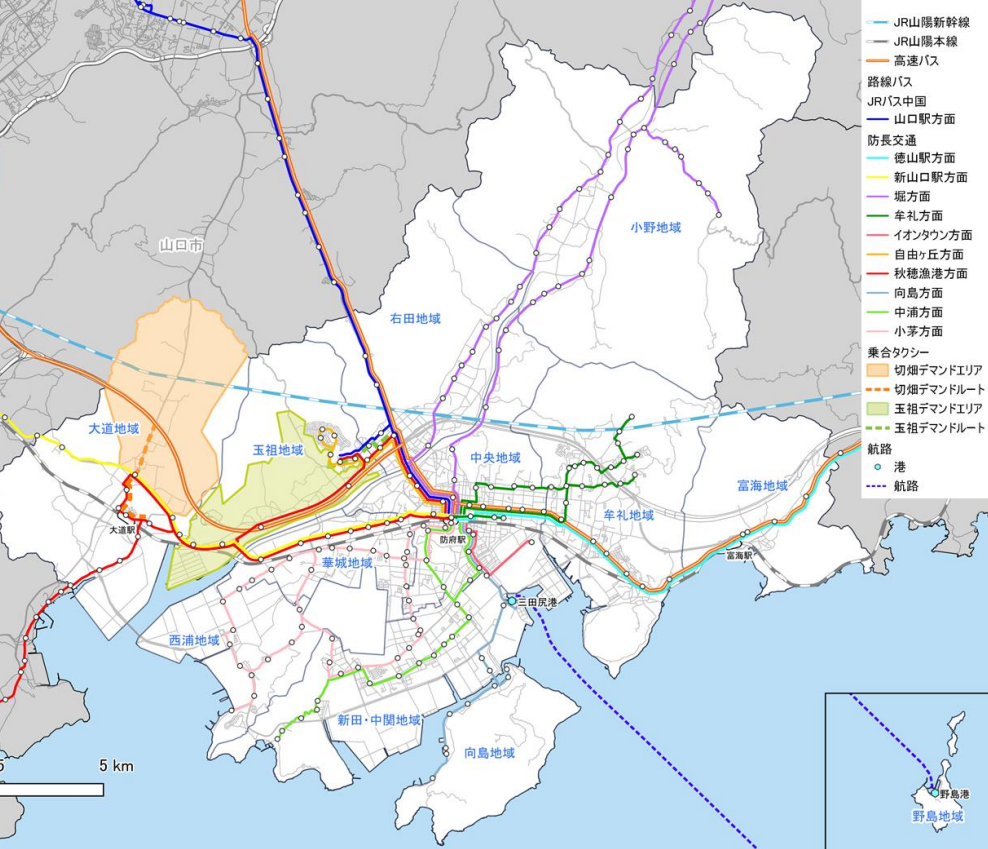 JR山陽新幹線
JR山陽本線
高速バス
路線バス
JRバス中国
山口駅方面
防長交通
徳山駅方面
新山口駅方面
堀方面
牟礼方面
イオンタウン方面
自由ヶ丘方面
秋穂漁港方面
向島方面
中浦方面
小茅方面
乗合タクシー
切畑デマンドエリア
切畑デマンドルート
玉祖デマンドエリア
玉祖デマンドルート
航路
港
航路
山口市
小野地域
右田地域
大道地域
玉祖地域
中央地域
富海地域
牟礼地域
大道駅
防府駅
富海駅
華城地域
三田尻港
西浦地域
新田・中関地域
向島地域
5 km
野島港
野島地域